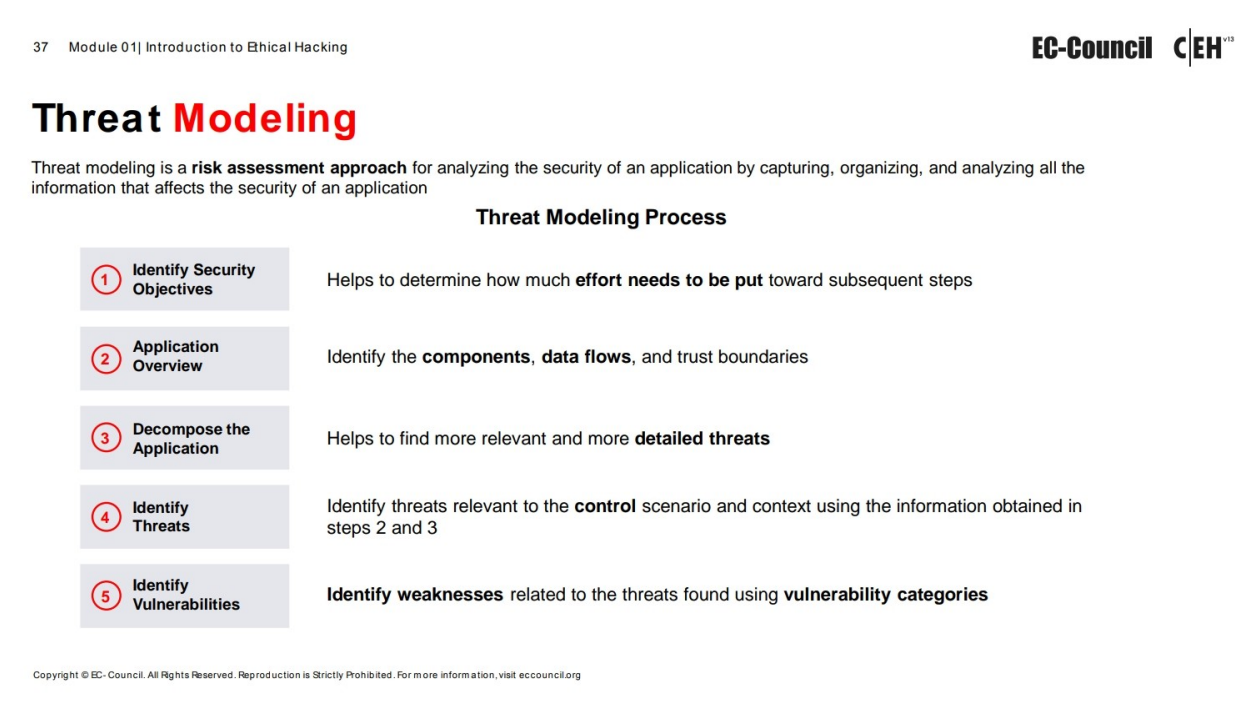 37 Module 01| Introduction to Ethical Hacking
EC-Council C|EH v13
Threat Modeling
Threat modeling is a risk assessment approach for analyzing the security of an application by capturing, organizing, and analyzing all the
information that affects the security of an application
Threat Modeling Process
1 Identify Security
Objectives
Helps to determine how much effort needs to be put toward subsequent steps
2 Application
Overview
Identify the components, data flows, and trust boundaries
3 Decompose the
Application
Helps to find more relevant and more detailed threats
4 Identify
Threats
Identify threats relevant to the control scenario and context using the information obtained in
steps 2 and 3
5 Identify
Vulnerabilities
Identify weaknesses related to the threats found using vulnerability categories
Copyright © EC- Council. All Rights Reserved. Reproduction is Strictly Prohibited. For more information, visit eccouncil.org